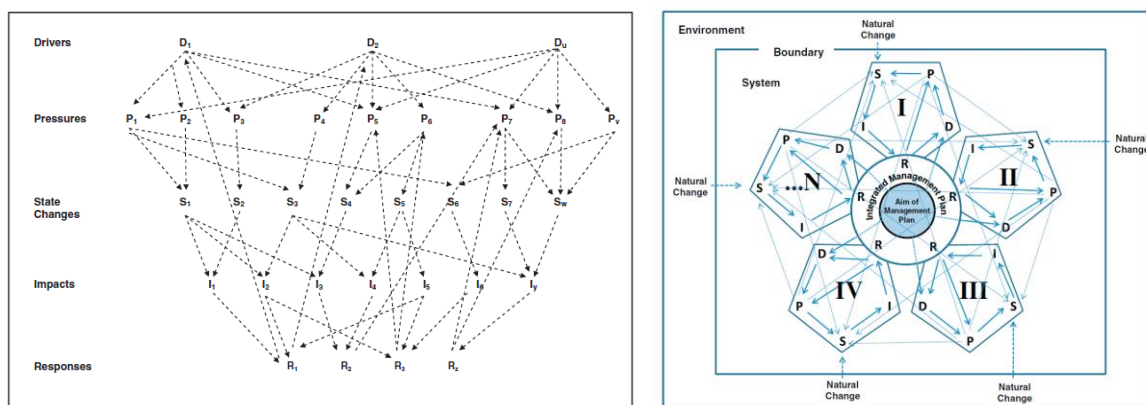 Drivers D1 D2 Du
Pressures P1 P2 P3 P4 P5 P6 P7 P8 Pv
State
Changes
S1 S2 S3 S4 S5 S6 S7 Sw
Impacts I1 I2 I3 I4 I5 I6 Iy
Responses R1 R2 R3 Rz
Environment
Natural
Change
Boundary
System
S P
I I D
R
P D
...N
S R
I
I S
II
R P
D
Integrated Management Plan
Aim of
Management
Plan
D R
IV
P I
S
R I
III
D S
P
Natural
Change
Natural
Change
Natural
Change
Natural
Change